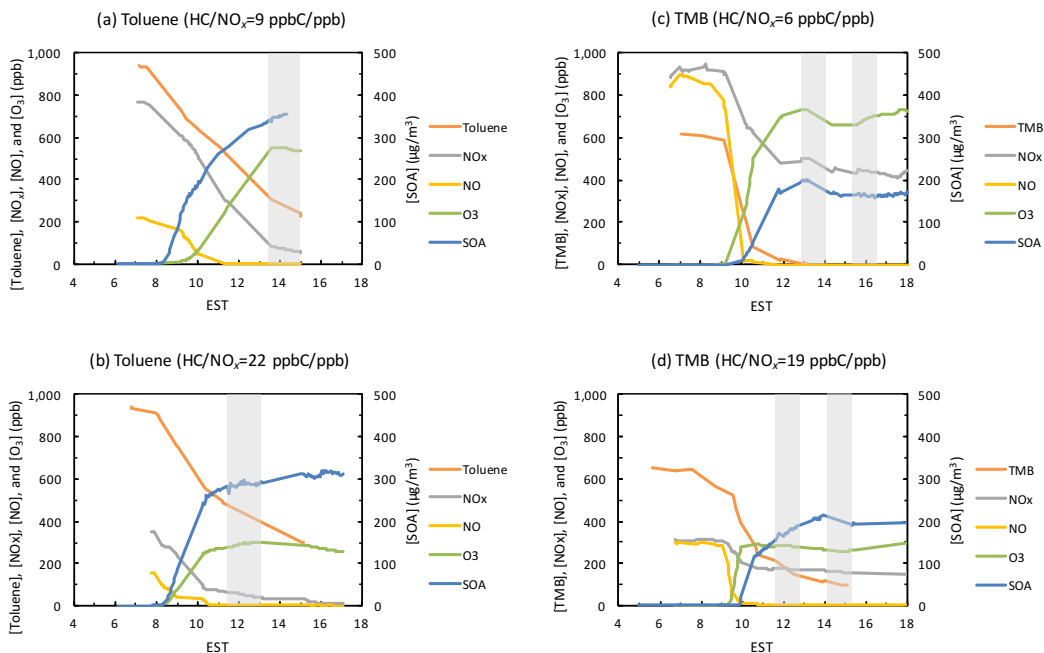 (a) Toluene (HC/NOx=9 ppbC/ppb)
1,000
800
600
400
200
0
500
400
300
200
100
0
4 6 8 10 12 14 16 18
EST
[Toluene], [NOx], and [O3] (ppb)
[SOA] (µg/m3)
Toluene
NOx
NO
O3
SOA
(c) TMB (HC/NOx=6 ppbC/ppb)
1,000
800
600
400
200
0
500
400
300
200
100
0
4 6 8 10 12 14 16 18
EST
[TMB], [NOx], [NO], and [O3] (ppb)
[SOA] (µg/m3)
TMB
NOx
NO
O3
SOA
(b) Toluene (HC/NOx=22 ppbC/ppb)
1,000
800
600
400
200
0
500
400
300
200
100
0
4 6 8 10 12 14 16 18
EST
[Toluene], [NOx], [NO], and [O3] (ppb)
[SOA] (µg/m3)
Toluene
NOx
NO
O3
SOA
(d) TMB (HC/NOx=19 ppbC/ppb)
1,000
800
600
400
200
0
500
400
300
200
100
0
4 6 8 10 12 14 16 18
EST
[TMB], [NOx], [NO], and [O3] (ppb)
[SOA] (µg/m3)
TMB
NOx
NO
O3
SOA